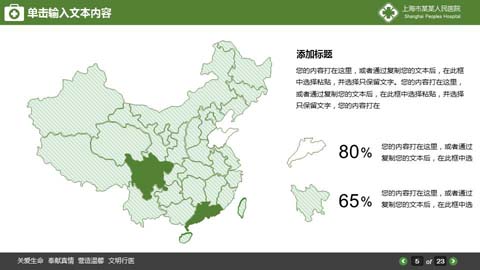 单击输入文本内容
上海市某某人民医院
Shanghai Peoples Hospital
添加标题
您的内容打在这里，或者通过复制您的文本后，在此框
中选择粘贴，并选择只保留文字。您的内容打在这里，
或者通过复制您的文本后，在此框中选择粘贴，并选择
只保留文字，您的内容打在
80%
您的内容打在这里，或者通过
复制您的文本后，在此框中选
65%
您的内容打在这里，或者通过
复制您的文本后，在此框中选
关爱生命 奉献真情 营造温馨 文明行医
5 of 23